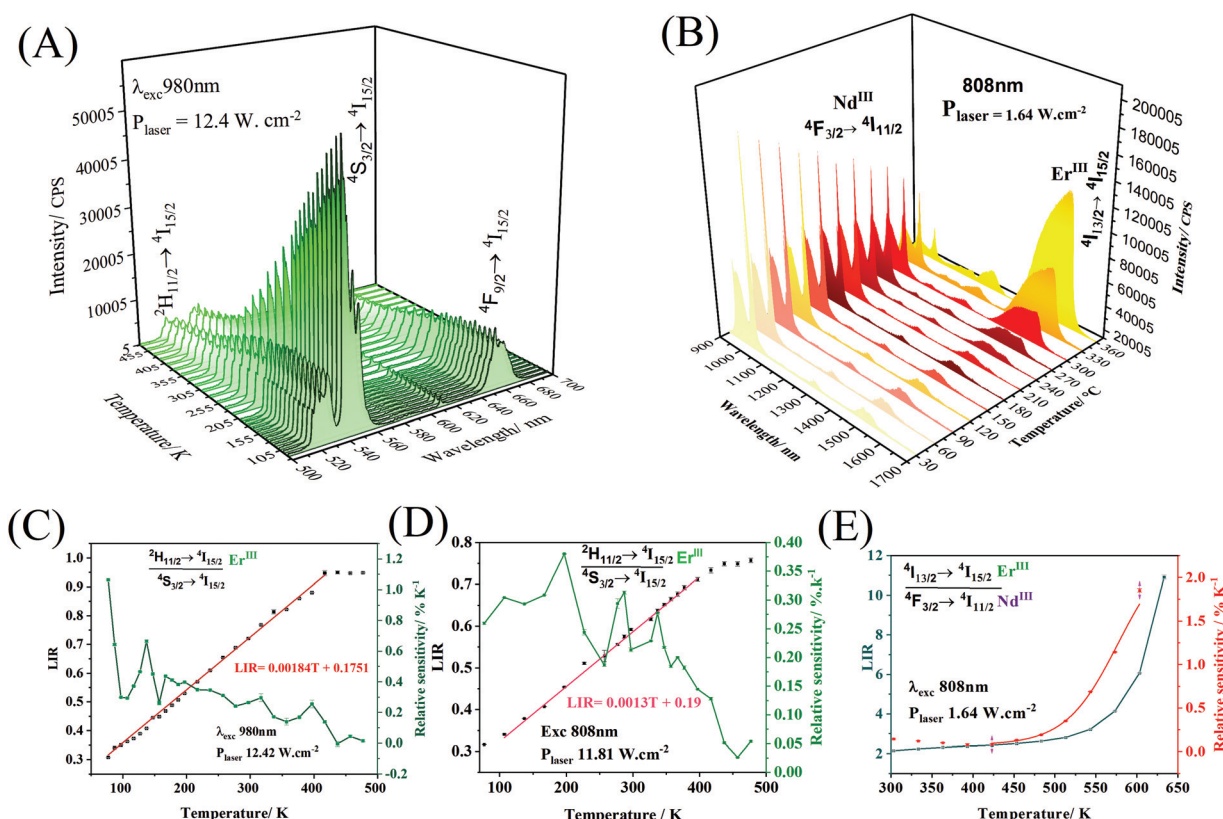 (A)
λexc 980nm
Plaser = 12.4 W. cm-2
50005
40005
30005
20005
10005
5
Intensity/ CPS
2H11/2→ 4I15/2
4S3/2→ 4I15/2
4F9/2→ 4I15/2
455
405
355
305
255
205
155
105
Temperature/ K
500
520
540
560
580
600
620
640
660
680
700
Wavelength/ nm
(B)
808nm
Plaser = 1.64 W.cm-2
NdIII
4F3/2→ 4I11/2
ErIII
4I13/2→ 4I15/2
200005
180005
160005
140005
120005
100005
80005
60005
40005
20005
Intensity/ CPS
900
1000
1100
1200
1300
1400
1500
1600
1700
Wavelength/ nm
30
60
90
120
150
180
210
240
270
300
330
360
Temperature/ °C
(C)
2H11/2→ 4I15/2 ErIII
4S3/2→ 4I15/2
LIR= 0.00184T + 0.1751
λexc 980nm
Plaser 12.42 W.cm-2
1.0
0.9
0.8
0.7
0.6
0.5
0.4
0.3
LIR
100 200 300 400 500
Temperature/ K
1.2
1.0
0.8
0.6
0.4
0.2
0.0
-0.2
Relative sensitivity/ % K-1
(D)
2H11/2→ 4I15/2 ErIII
4S3/2→ 4I15/2
LIR= 0.0013T + 0.19
Exc 808nm
Plaser 11.81 W.cm-2
0.8
0.7
0.6
0.5
0.4
0.3
LIR
100 200 300 400 500
Temperature/ K
0.40
0.35
0.30
0.25
0.20
0.15
0.10
0.05
0.00
Relative sensitivity/ %.k-1
(E)
4I13/2→ 4I15/2 ErIII
4F3/2→ 4I11/2 NdIII
λexc 808nm
Plaser 1.64 W.cm-2
12
10
8
6
4
2
LIR
300 350 400 450 500 550 600 650
Temperature/ K
2.0
1.5
1.0
0.5
0.0
Relative sensitivity/ % K-1